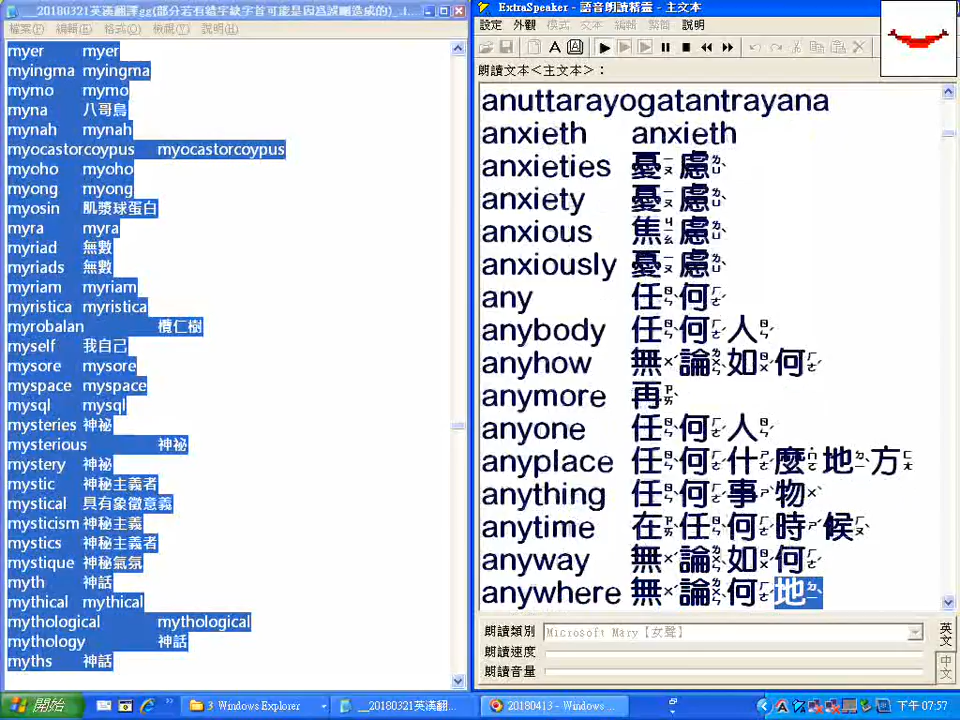 __20180321英漢翻譯gg(部分若有錯字缺字首可能是因為誤刪造成的)_.t...
檔案(F) 編輯(E) 格式(O) 檢視(V) 說明(H)
myer myer
myingma myingma
mymo mymo
myna 八哥鳥
mynah mynah
myocastorcoypus myocastorcoypus
myoho myoho
myong myong
myosin 肌漿球蛋白
myra myra
myriad 無數
myriads 無數
myriam myriam
myristica myristica
myrobalan 欖仁樹
myself 我自己
mysore mysore
myspace myspace
mysql mysql
mysteries 神祕
mysterious 神祕
mystery 神祕
mystic 神秘主義者
mystical 具有象徵意義
mysticism 神秘主義
mystics 神秘主義者
mystique 神秘氣氛
myth 神話
mythical mythical
mythological mythological
mythology 神話
myths 神話
ExtraSpeaker - 語音朗讀精靈 - 主文本
設定 外觀 模式 文本 編輯 繁簡 說明
朗讀文本<主文本>：
anuttarayogatantrayana
anxieth anxieth
anxieties 憂慮
anxiety 憂慮
anxious 焦慮
anxiously 憂慮
any 任何
anybody 任何人
anyhow 無論如何
anymore 再
anyone 任何人
anyplace 任何什麼地方
anything 任何事物
anytime 在任何時候
anyway 無論如何
anywhere 無論何地
朗讀類別 Microsoft Mary【女聲】
朗讀速度
朗讀音量
英文
中文
開始
3 Windows Explorer
__20180321英漢翻...
20180413 - Windows ...
下午 07:57